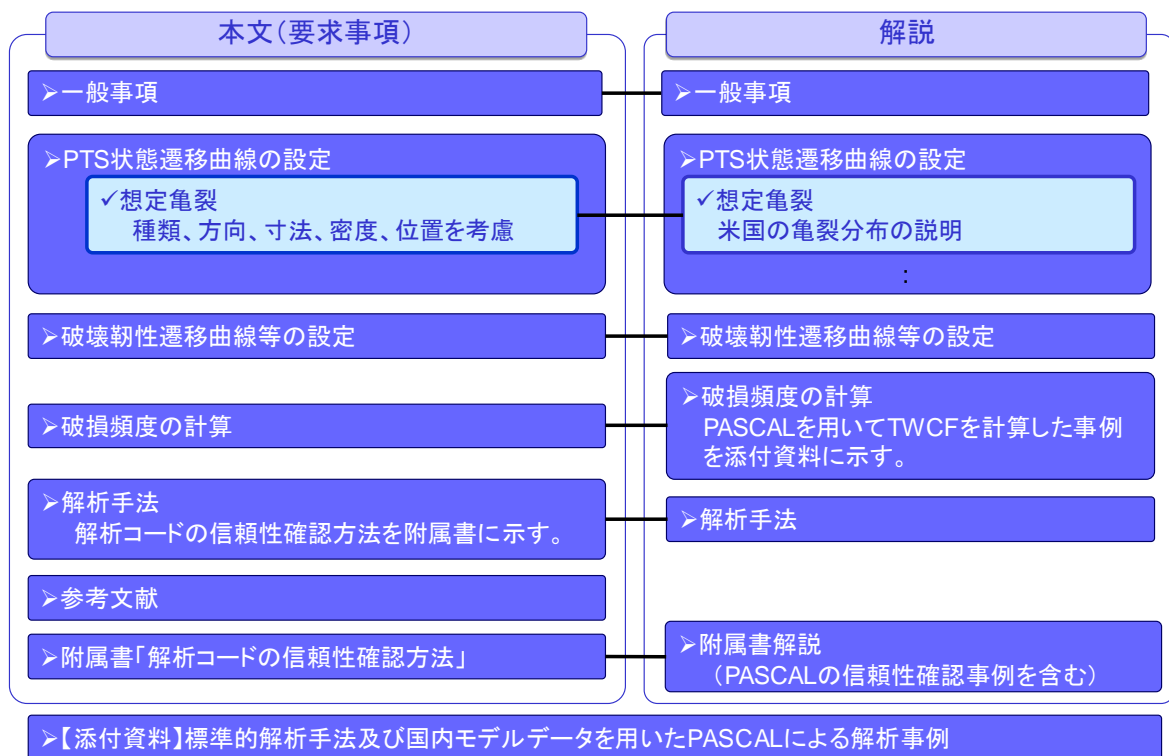 本文（要求事項）
➢一般事項
➢PTS状態遷移曲線の設定
✓想定亀裂
種類、方向、寸法、密度、位置を考慮
➢破壊靭性遷移曲線等の設定
➢破損頻度の計算
➢解析手法
解析コードの信頼性確認方法を附属書に示す。
➢参考文献
➢附属書「解析コードの信頼性確認方法」
解説
➢一般事項
➢PTS状態遷移曲線の設定
✓想定亀裂
米国の亀裂分布の説明
：
➢破壊靭性遷移曲線等の設定
➢破損頻度の計算
PASCALを用いてTWCFを計算した事例
を添付資料に示す。
➢解析手法
➢附属書解説
（PASCALの信頼性確認事例を含む）
➢【添付資料】標準的解析手法及び国内モデルデータを用いたPASCALによる解析事例